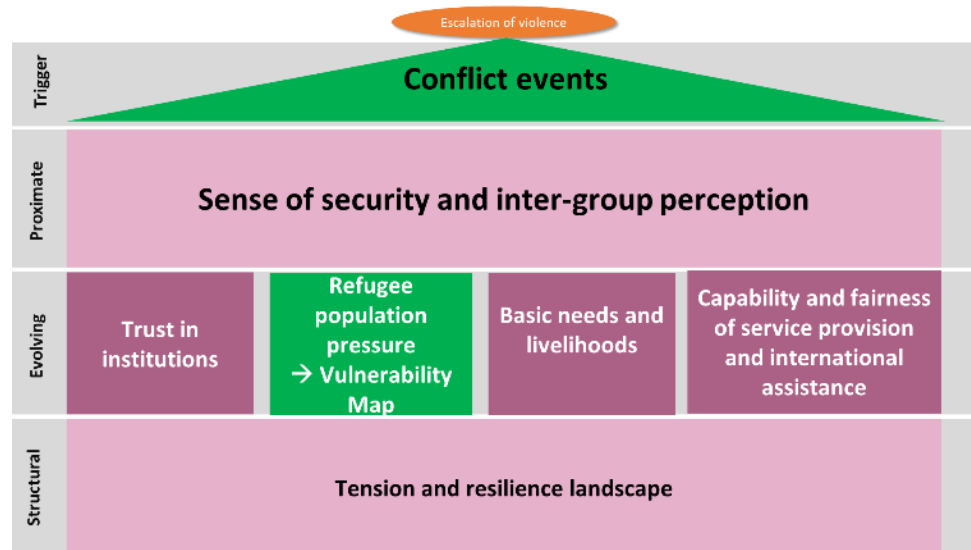 Escalation of violence
Trigger
Conflict events
Proximate
Sense of security and inter-group perception
Evolving
Trust in
institutions
Refugee
population
pressure
→ Vulnerability
Map
Basic needs and
livelihoods
Capability and fairness
of service provision
and international
assistance
Structural
Tension and resilience landscape